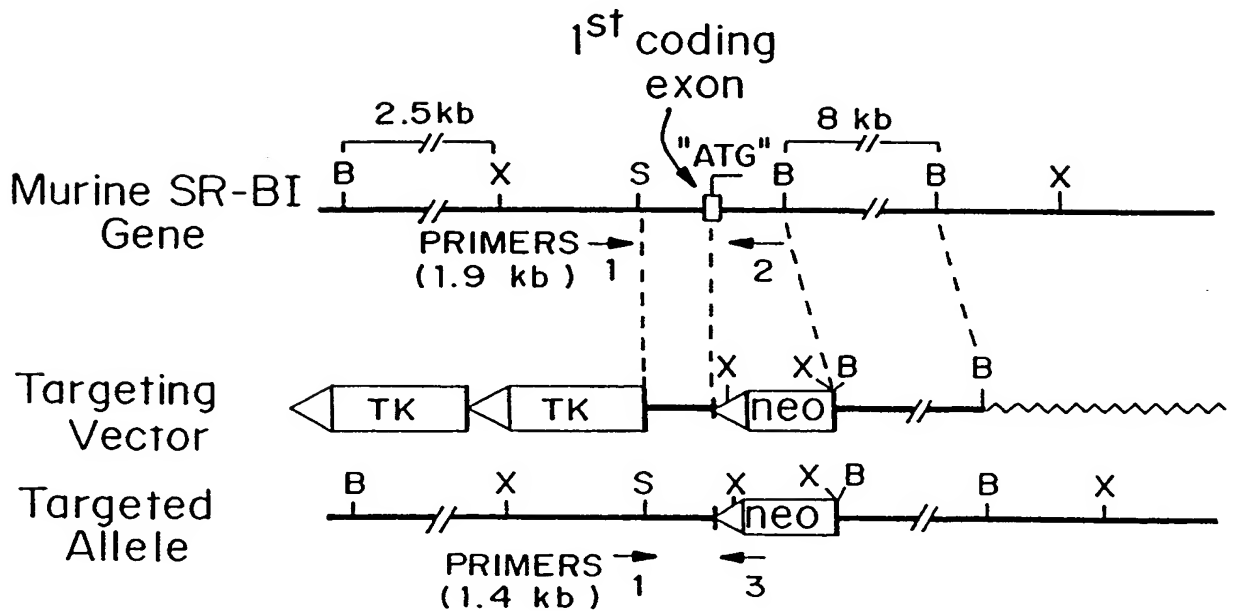 1st coding
exon
2.5kb
"ATG"
8 kb
B X S B B X
Murine SR-BI
Gene
PRIMERS
(1.9 kb)
1 2
Targeting
Vector
TK TK X neo X B B
Targeted
Allele
B X S X neo X B B X
PRIMERS
(1.4 kb)
1 3